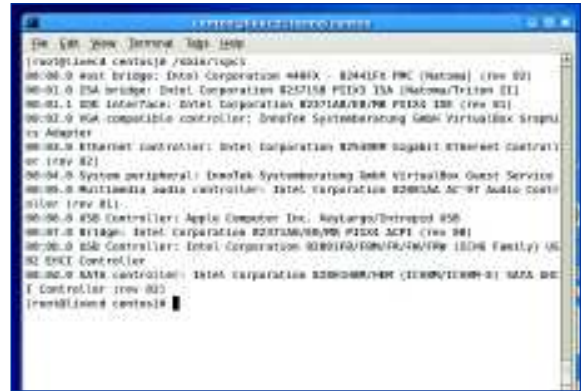 File Edit View Terminal Tabs Help
[root@livecd centos]# /sbin/lspci
00:00.0 Host bridge: Intel Corporation 440FX - 82441FX PMC [Natoma] (rev 02)
00:01.0 ISA bridge: Intel Corporation 82371SB PIIX3 ISA [Natoma/Triton II]
00:01.1 IDE interface: Intel Corporation 82371AB/EB/MB PIIX4 IDE (rev 01)
00:02.0 VGA compatible controller: InnoTek Systemberatung GmbH VirtualBox Graphi
cs Adapter
00:03.0 Ethernet controller: Intel Corporation 82540EM Gigabit Ethernet Controll
er (rev 02)
00:04.0 System peripheral: InnoTek Systemberatung GmbH VirtualBox Guest Service
00:05.0 Multimedia audio controller: Intel Corporation 82801AA AC'97 Audio Contr
oller (rev 01)
00:06.0 USB Controller: Apple Computer Inc. KeyLargo/Intrepid USB
00:07.0 Bridge: Intel Corporation 82371AB/EB/MB PIIX4 ACPI (rev 08)
00:0b.0 USB Controller: Intel Corporation 82801FB/FBM/FR/FW/FRW (ICH6 Family) US
B2 EHCI Controller
SATA controller: Intel Corporation 82801HBM/HEM (ICH8M/ICH8M-E) SATA AHC
I Controller (rev 02)
[root@livecd centos]#